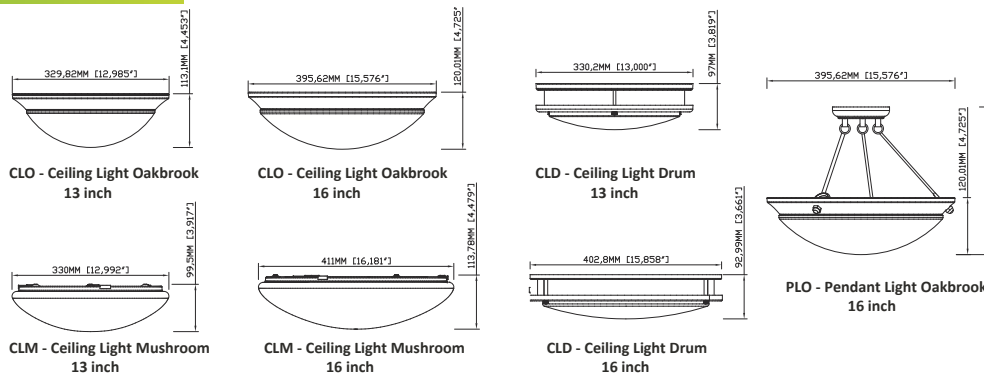 329,82MM [12,985"]
113,1MM [4,453"]
CLO - Ceiling Light Oakbrook
13 inch
395,62MM [15,576"]
120,01MM [4,725"
CLO - Ceiling Light Oakbrook
16 inch
330,2MM [13,000"]
97MM [3,819"]
CLD - Ceiling Light Drum
13 inch
395,62MM [15,576"]
120,01MM [4,725"]
PLO - Pendant Light Oakbrook
16 inch
330MM [12,992"]
99,5MM [3,917"]
CLM - Ceiling Light Mushroom
13 inch
411MM [16,181"]
113,78MM [4,479"]
CLM - Ceiling Light Mushroom
16 inch
402,8MM [15,858"]
92,99MM [3,661"]
CLD - Ceiling Light Drum
16 inch